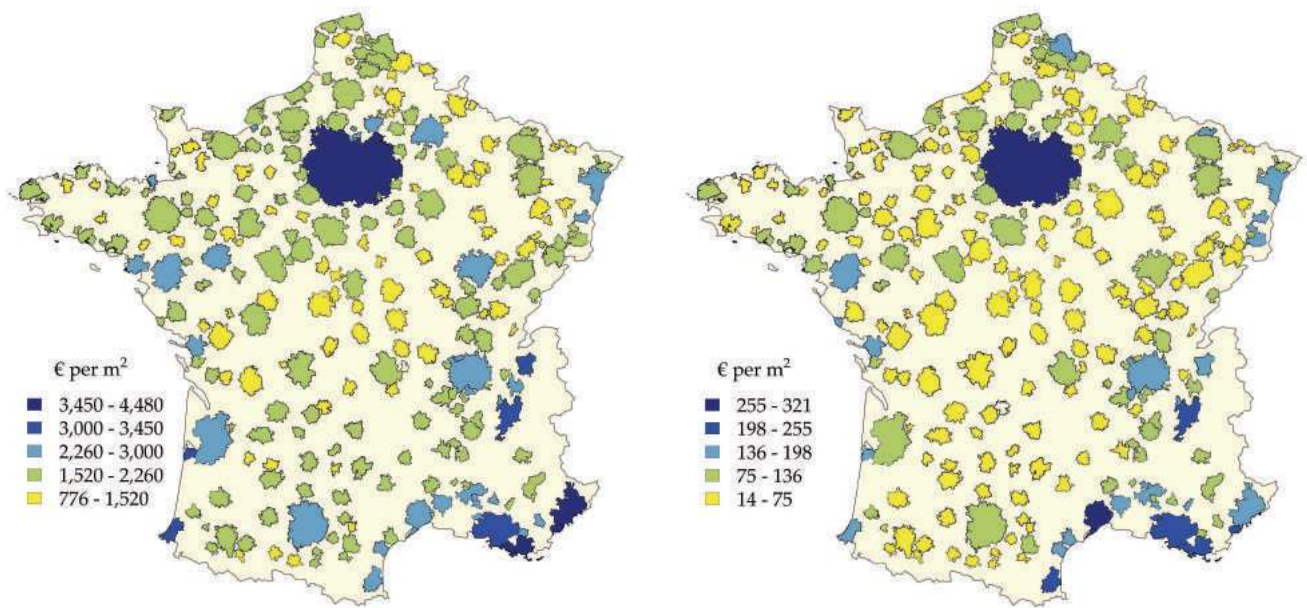 € per m²
3,450 - 4,480
3,000 - 3,450
2,260 - 3,000
1,520 - 2,260
776 - 1,520
€ per m²
255 - 321
198 - 255
136 - 198
75 - 136
14 - 75